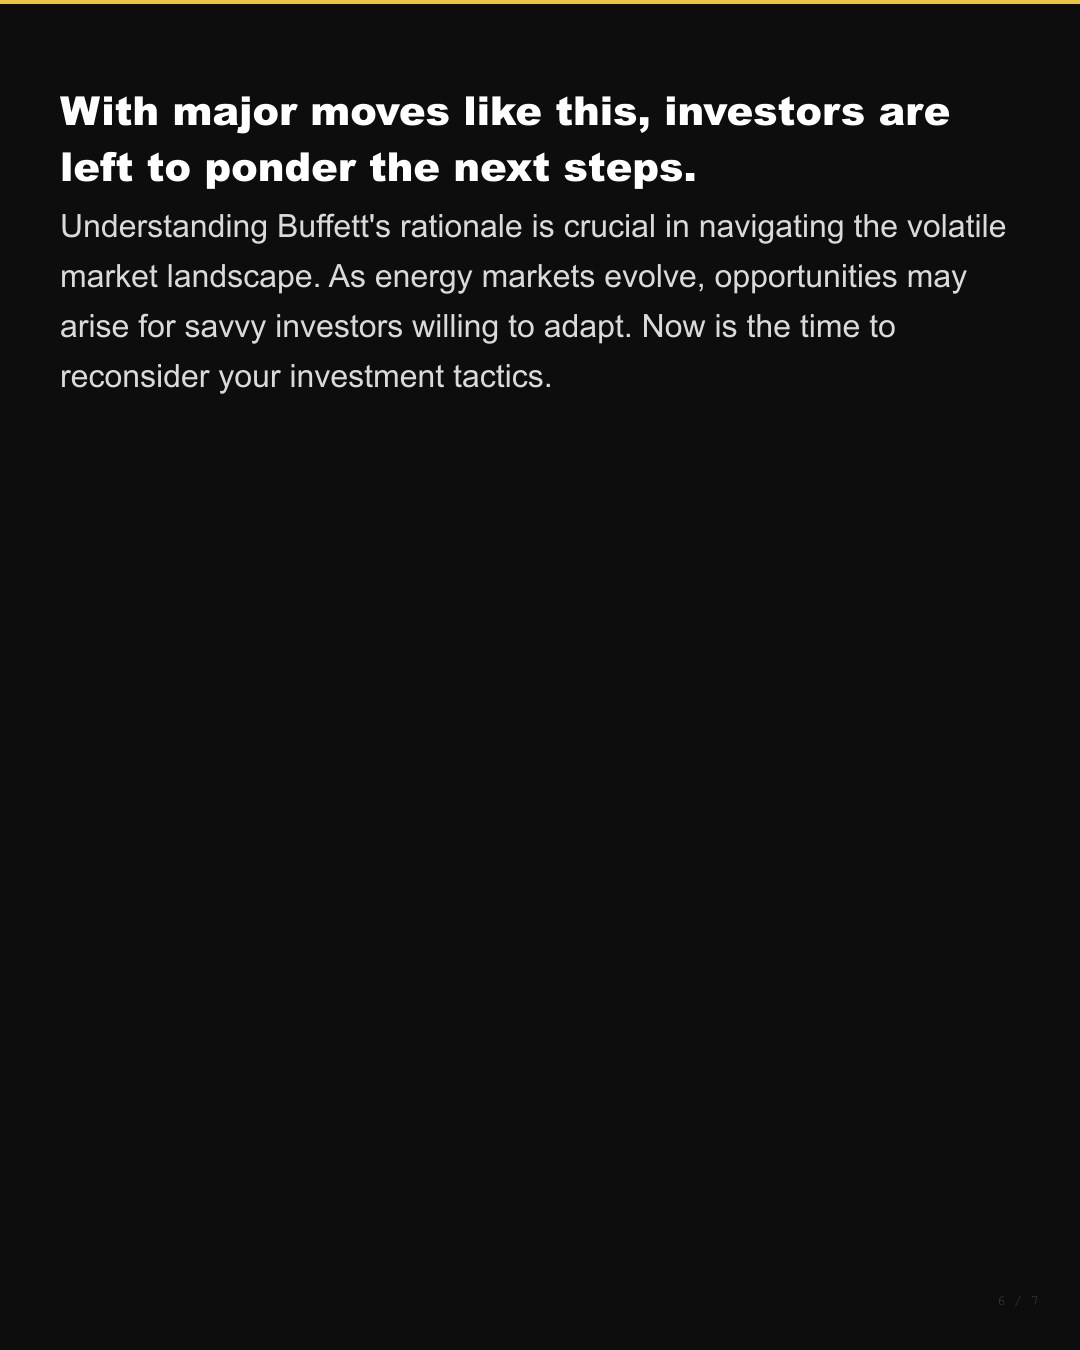 With major moves like this, investors are
left to ponder the next steps.
Understanding Buffett's rationale is crucial in navigating the volatile
market landscape. As energy markets evolve, opportunities may
arise for savvy investors willing to adapt. Now is the time to
reconsider your investment tactics.
6 / 7